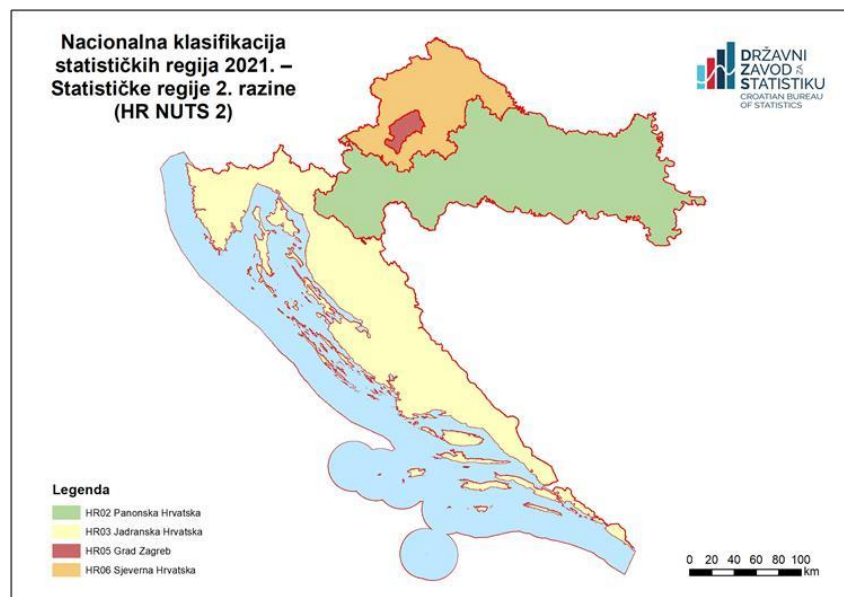 Nacionalna klasifikacija
statističkih regija 2021. –
Statističke regije 2. razine
(HR NUTS 2)
DRŽAVNI
ZAVOD ZA
STATISTIKU
CROATIAN BUREAU
OF STATISTICS
Legenda
HR02 Panonska Hrvatska
HR03 Jadranska Hrvatska
HR05 Grad Zagreb
HR06 Sjeverna Hrvatska
0 20 40 60 80 100
km